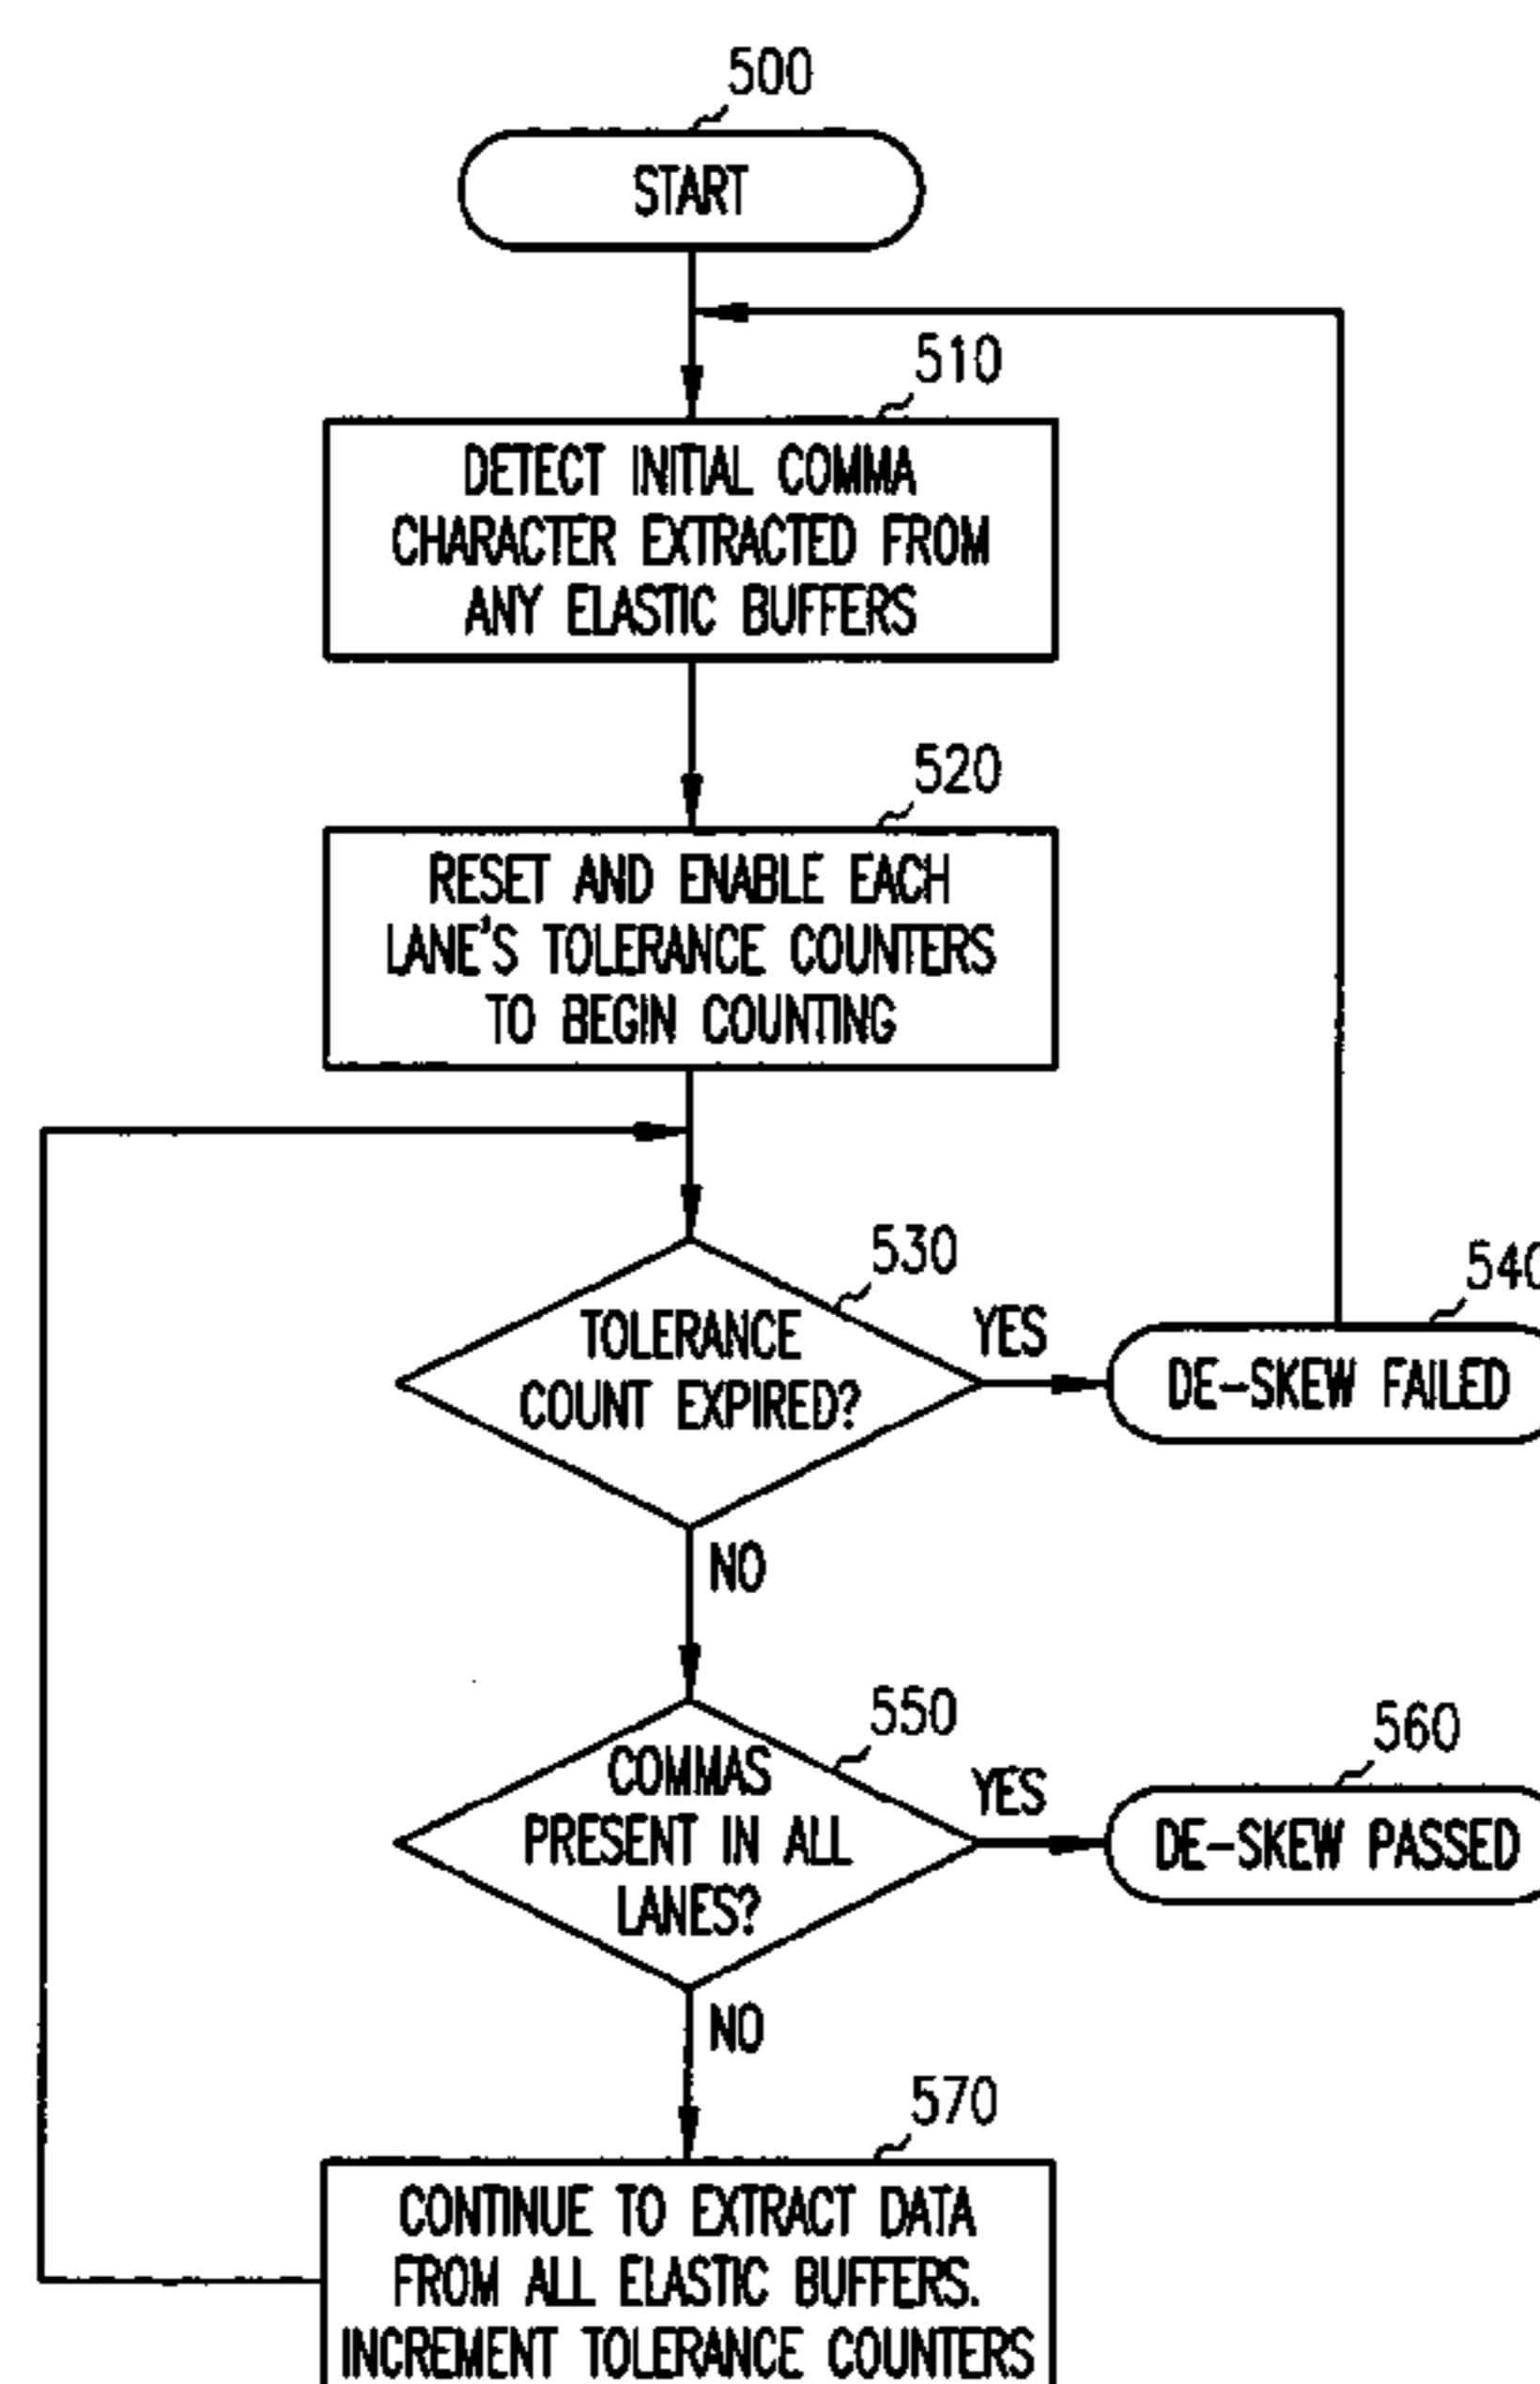 500
START
510
DETECT INITIAL COMMA
CHARACTER EXTRACTED FROM
ANY ELASTIC BUFFERS
520
RESET AND ENABLE EACH
LANE'S TOLERANCE COUNTERS
TO BEGIN COUNTING
530
TOLERANCE
COUNT EXPIRED?
YES
540
DE-SKEW FAILED
NO
550
COMMAS
PRESENT IN ALL
LANES?
YES
560
DE-SKEW PASSED
NO
570
CONTINUE TO EXTRACT DATA
FROM ALL ELASTIC BUFFERS.
INCREMENT TOLERANCE COUNTERS